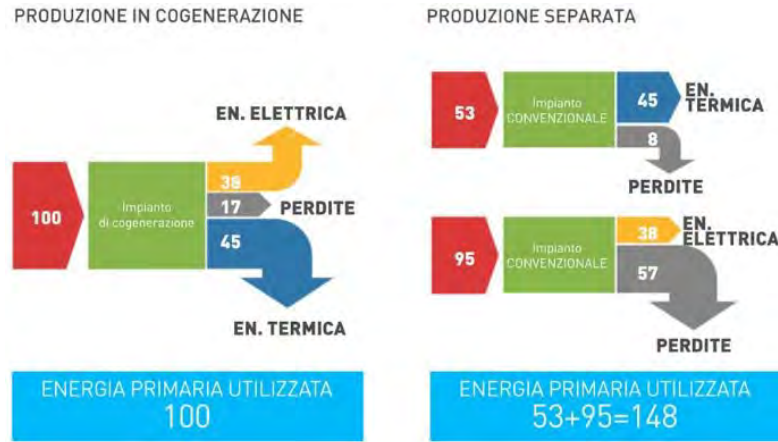 PRODUZIONE IN COGENERAZIONE
100
Impianto
di cogenerazione
EN. ELETTRICA
38
17
PERDITE
45
EN. TERMICA
ENERGIA PRIMARIA UTILIZZATA
100
PRODUZIONE SEPARATA
53
Impianto
CONVENZIONALE
45
EN.
TERMICA
8
PERDITE
95
Impianto
CONVENZIONALE
38
EN.
ELETTRICA
57
PERDITE
ENERGIA PRIMARIA UTILIZZATA
53+95=148